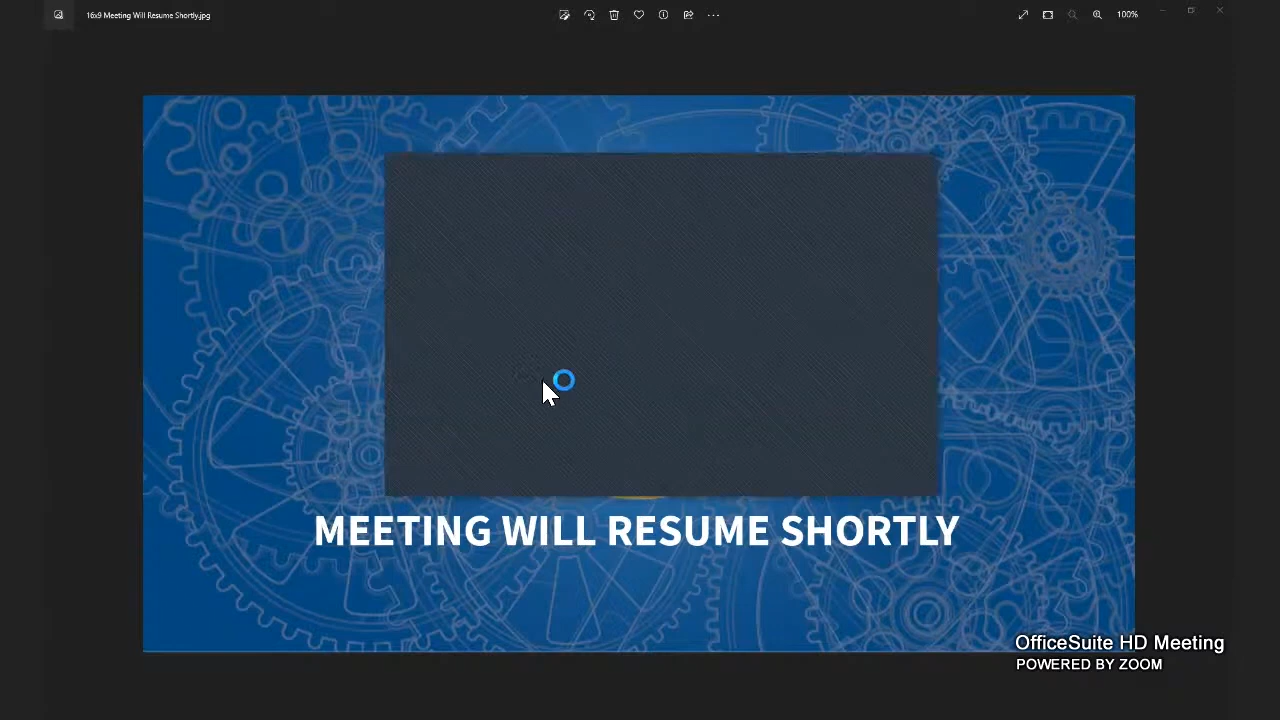 16x9 Meeting Will Resume Shortly.jpg
100%
MEETING WILL RESUME SHORTLY
OfficeSuite HD Meeting
POWERED BY ZOOM